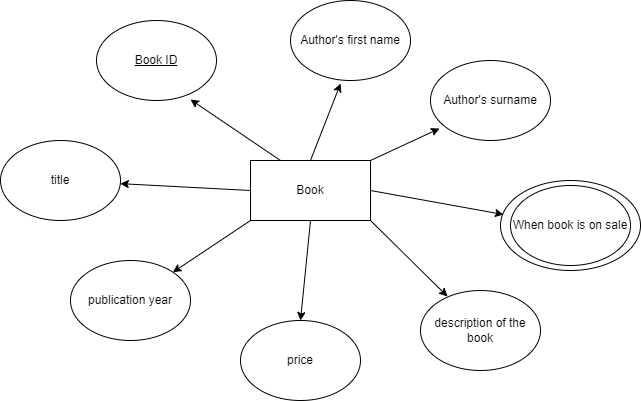 Author's first name
Book ID
Author's surname
title
Book
When book is on sale
publication year
description of the
book
price